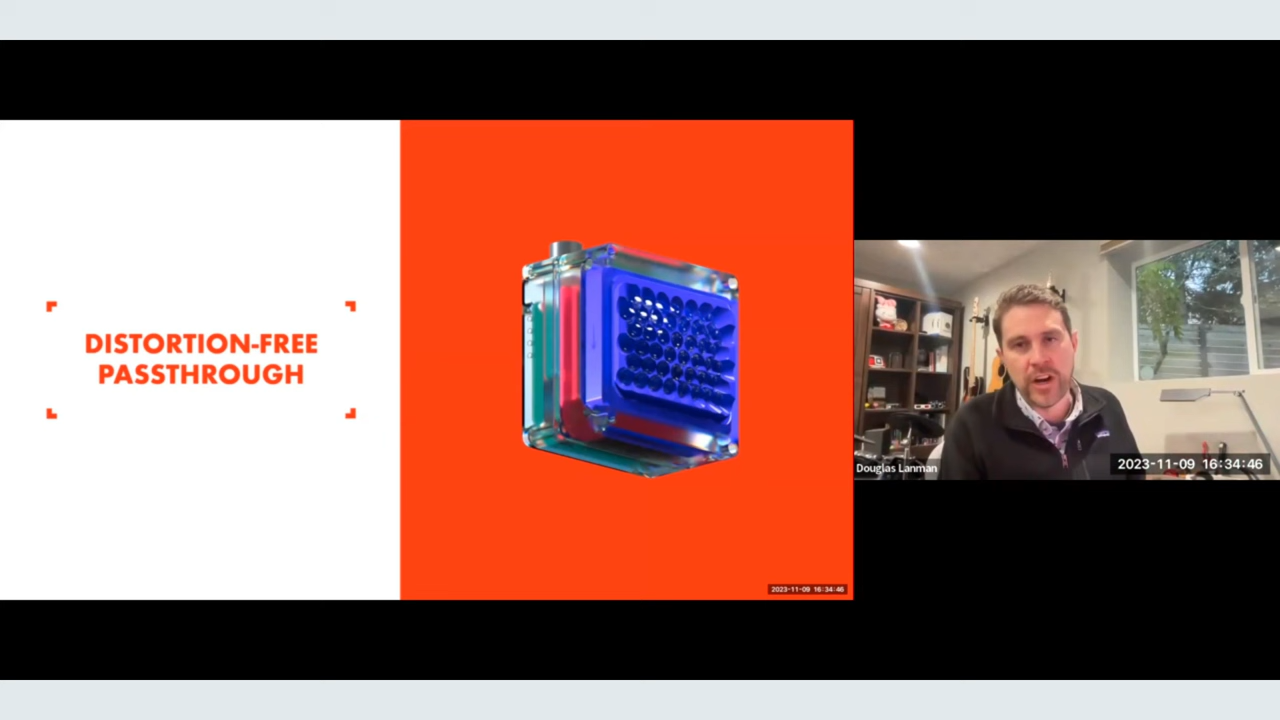 DISTORTION-FREE
PASSTHROUGH
2023-11-09 16:34:46
Douglas Lanman
2023-11-09 16:34:46